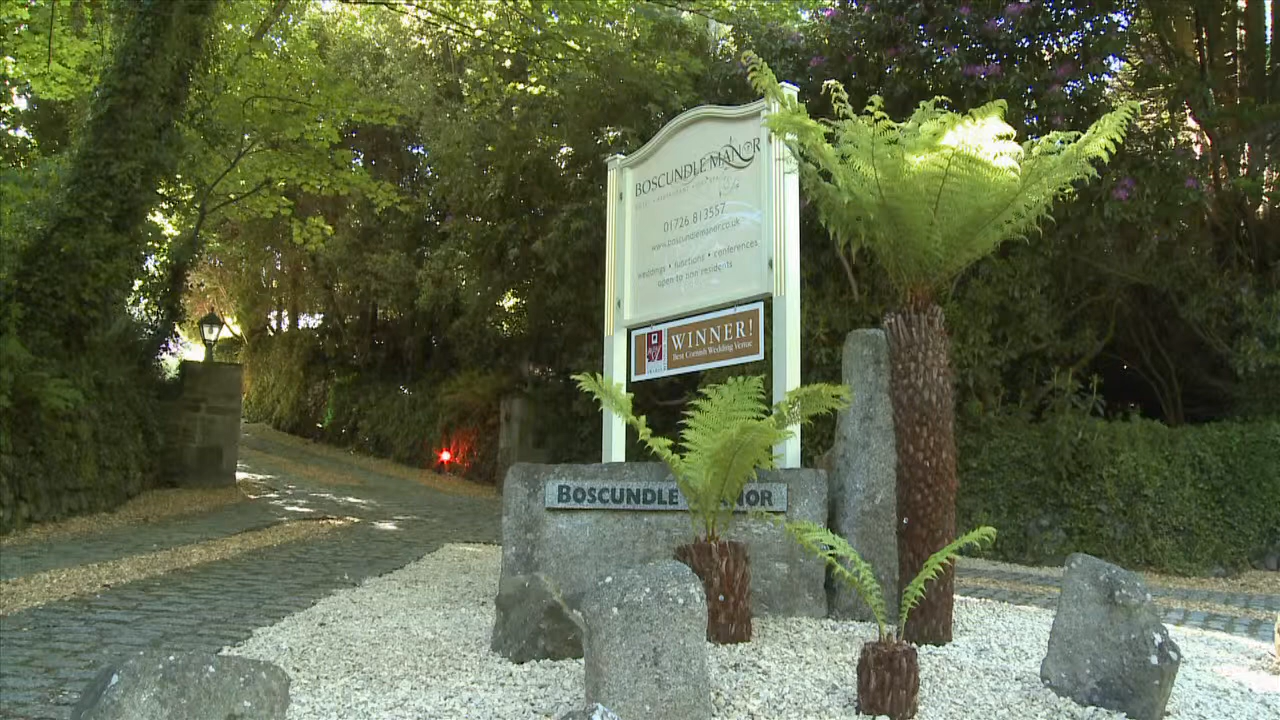 BOSCUNDLE MANOR
01726 813557
www.boscundlemanor.co.uk
weddings • functions • conferences
open to non residents
WINNER!
Best Cornish Wedding Venue
BOSCUNDLE MANOR